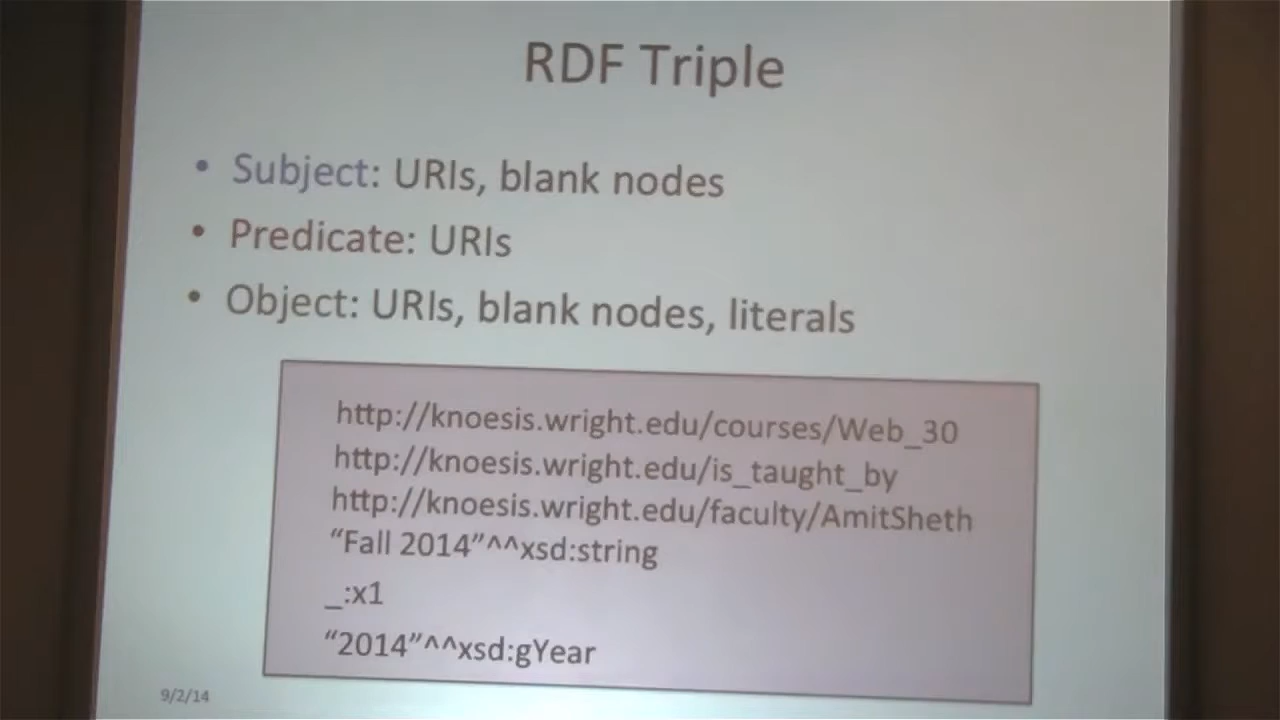 RDF Triple
• Subject: URIs, blank nodes
• Predicate: URIs
• Object: URIs, blank nodes, literals
http://knoesis.wright.edu/courses/Web_30
http://knoesis.wright.edu/is_taught_by
http://knoesis.wright.edu/faculty/AmitSheth
“Fall 2014”^^xsd:string
_:x1
“2014”^^xsd:gYear
9/2/14